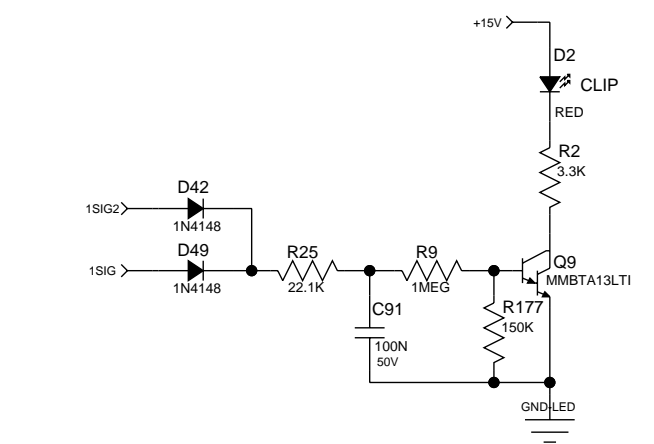 +15V
D2
CLIP
RED
R2
3.3K
D42
1SIG2
1N4148
D49
1SIG
1N4148
R25
22.1K
R9
1MEG
Q9
MMBTA13LTI
C91
100N
50V
R177
150K
GND-LED